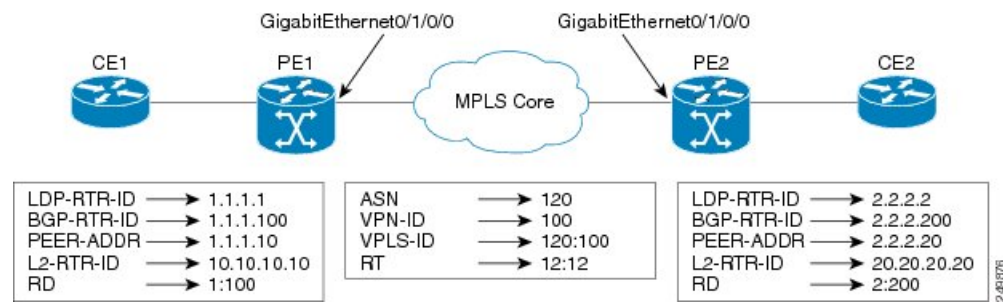 GigabitEthernet0/1/0/0 GigabitEthernet0/1/0/0
CE1 PE1 PE2 CE2
MPLS Core
LDP-RTR-ID 1.1.1.1
BGP-RTR-ID 1.1.1.100
PEER-ADDR 1.1.1.10
L2-RTR-ID 10.10.10.10
RD 1:100
ASN 120
VPN-ID 100
VPLS-ID 120:100
RT 12:12
LDP-RTR-ID 2.2.2.2
BGP-RTR-ID 2.2.2.200
PEER-ADDR 2.2.2.20
L2-RTR-ID 20.20.20.20
RD 2:200